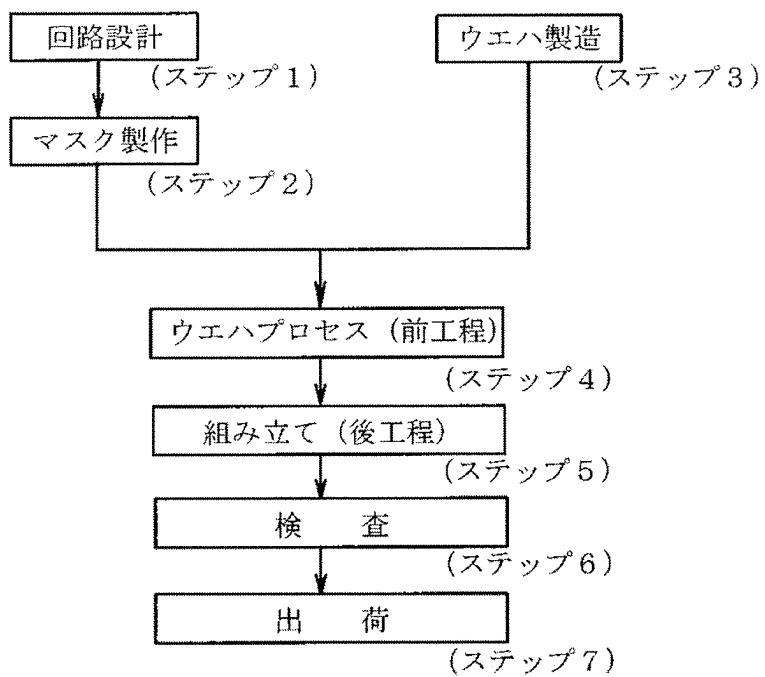 回路設計
(ステップ1)
マスク製作
(ステップ2)
ウエハ製造
(ステップ3)
ウエハプロセス (前工程)
(ステップ4)
組み立て (後工程)
(ステップ5)
検 査
(ステップ6)
出 荷
(ステップ7)